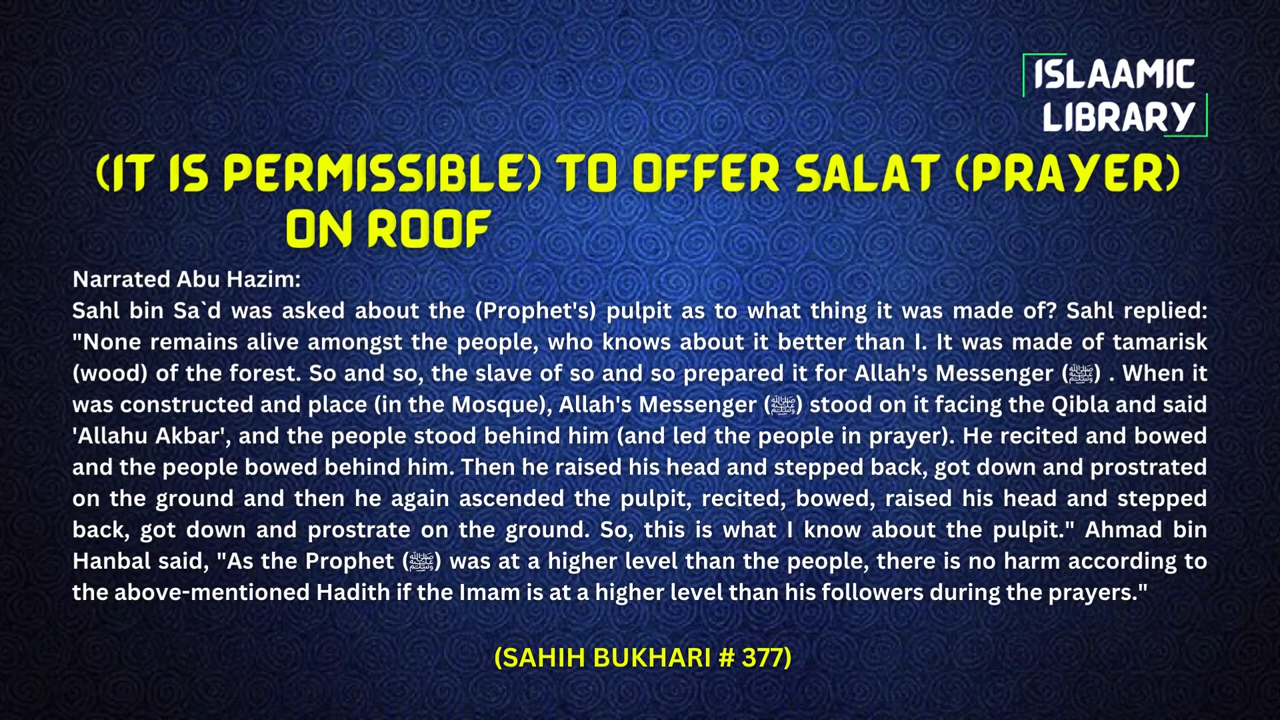 ISLAAMIC
LIBRARY
(IT IS PERMISSIBLE) TO OFFER SALAT (PRAYER)
ON ROOF
Narrated Abu Hazim:
Sahl bin Sa`d was asked about the (Prophet's) pulpit as to what thing it was made of? Sahl replied:
"None remains alive amongst the people, who knows about it better than I. It was made of tamarisk
(wood) of the forest. So and so, the slave of so and so prepared it for Allah's Messenger (ﷺ) . When it
was constructed and place (in the Mosque), Allah's Messenger (ﷺ) stood on it facing the Qibla and said
'Allahu Akbar', and the people stood behind him (and led the people in prayer). He recited and bowed
and the people bowed behind him. Then he raised his head and stepped back, got down and prostrated
on the ground and then he again ascended the pulpit, recited, bowed, raised his head and stepped
back, got down and prostrate on the ground. So, this is what I know about the pulpit." Ahmad bin
Hanbal said, "As the Prophet (ﷺ) was at a higher level than the people, there is no harm according to
the above-mentioned Hadith if the Imam is at a higher level than his followers during the prayers."
(SAHIH BUKHARI # 377)